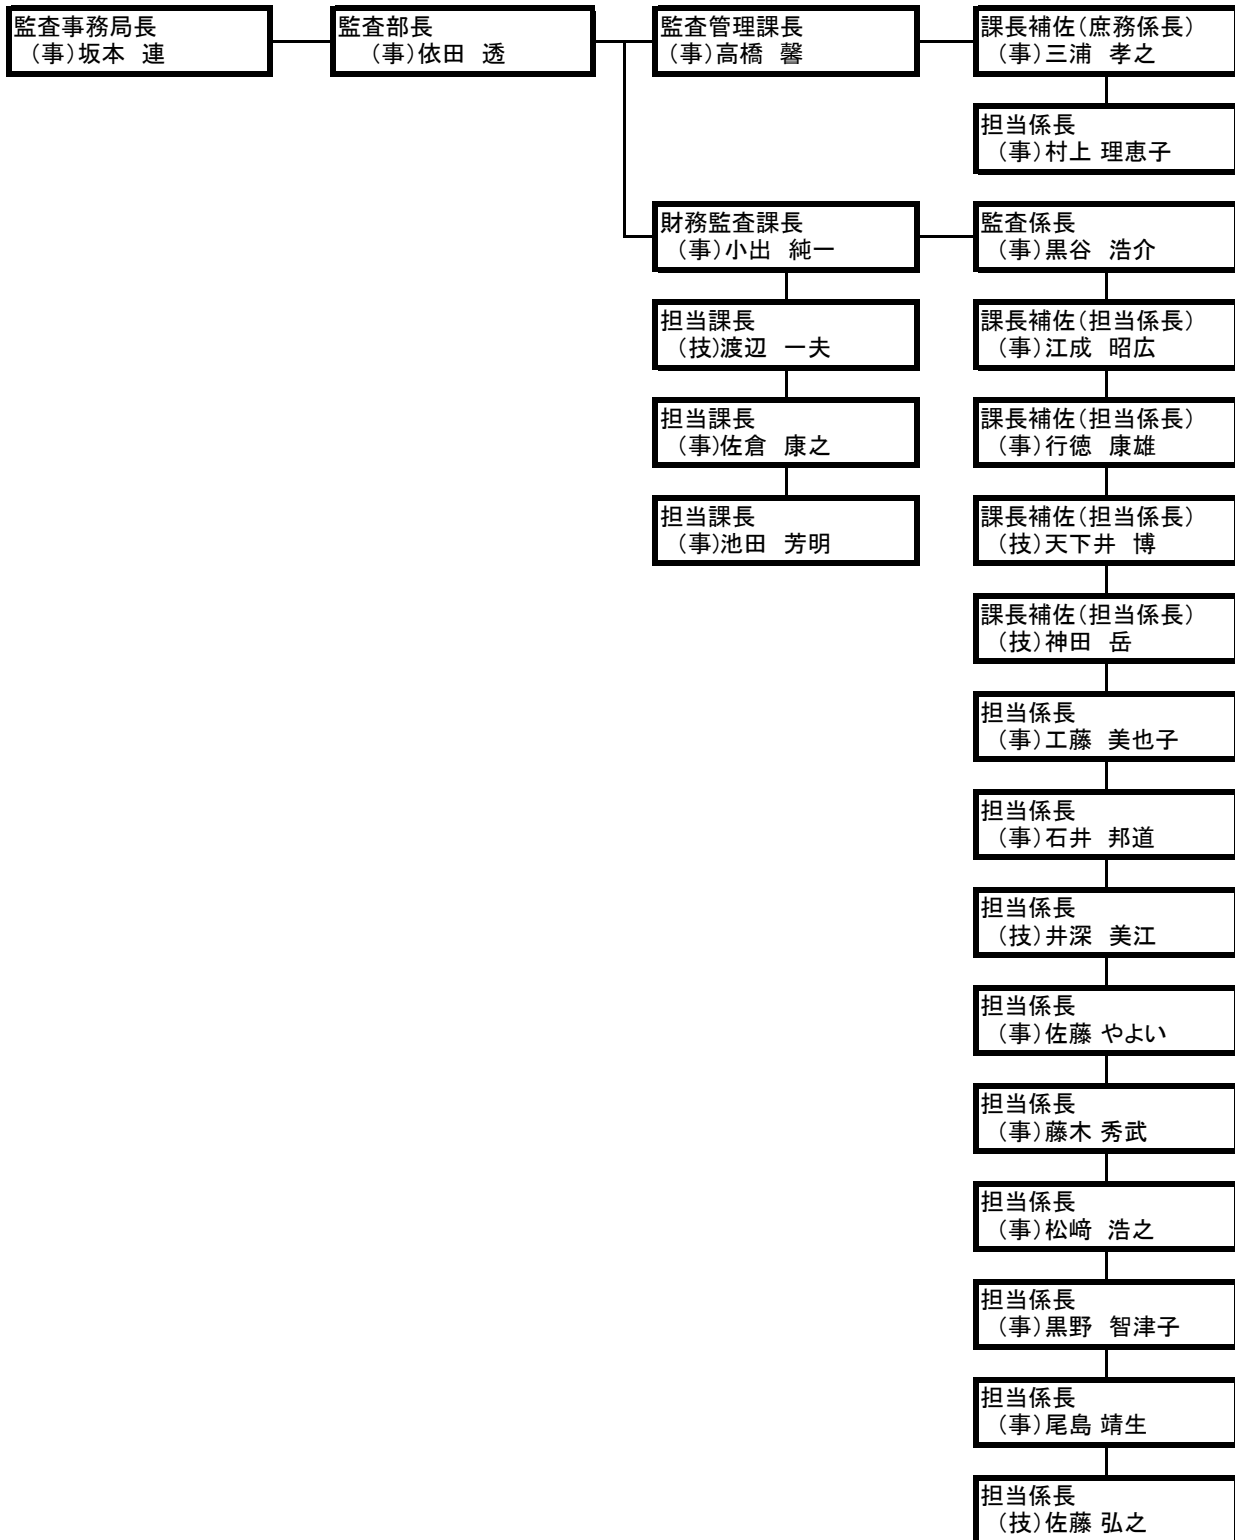 監査事務局長
（事）坂本　連
監査部長
（事）依田　透
監査管理課長
（事）高橋　馨
課長補佐（庶務係長）
（事）三浦　孝之
担当係長
（事）村上 理恵子
財務監査課長
（事）小出　純一
監査係長
（事）黒谷　浩介
担当課長
（技）渡辺　一夫
課長補佐（担当係長）
（事）江成　昭広
担当課長
（事）佐倉　康之
課長補佐（担当係長）
（事）行徳　康雄
担当課長
（事）池田　芳明
課長補佐（担当係長）
（技）天下井　博
課長補佐（担当係長）
（技）神田　岳
担当係長
（事）工藤　美也子
担当係長
（事）石井　邦道
担当係長
（技）井深　美江
担当係長
（事）佐藤 やよい
担当係長
（事）藤木 秀武
担当係長
（事）松﨑　浩之
担当係長
（事）黒野　智津子
担当係長
（事）尾島 靖生
担当係長
（技）佐藤 弘之